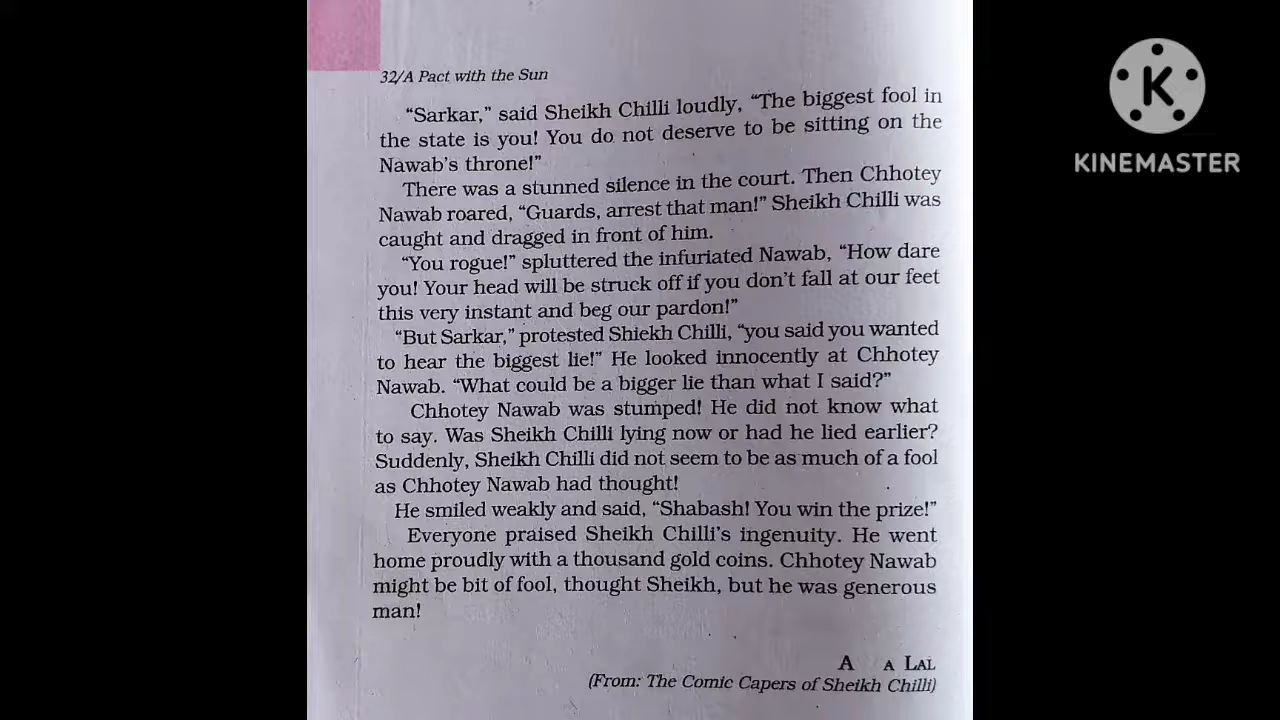 32/A Pact with the Sun
“Sarkar,” said Sheikh Chilli loudly, “The biggest fool in
the state is you! You do not deserve to be sitting on the
Nawab’s throne!”
There was a stunned silence in the court. Then Chhotey
Nawab roared, “Guards, arrest that man!” Sheikh Chilli was
caught and dragged in front of him.
“You rogue!” spluttered the infuriated Nawab, “How dare
you! Your head will be struck off if you don’t fall at our feet
this very instant and beg our pardon!”
“But Sarkar,” protested Shiekh Chilli, “you said you wanted
to hear the biggest lie!” He looked innocently at Chhotey
Nawab. “What could be a bigger lie than what I said?”
Chhotey Nawab was stumped! He did not know what
to say. Was Sheikh Chilli lying now or had he lied earlier?
Suddenly, Sheikh Chilli did not seem to be as much of a fool
as Chhotey Nawab had thought!
He smiled weakly and said, “Shabash! You win the prize!”
Everyone praised Sheikh Chilli’s ingenuity. He went
home proudly with a thousand gold coins. Chhotey Nawab
might be bit of fool, thought Sheikh, but he was generous
man!
A A LAL
(From: The Comic Capers of Sheikh Chilli)
K
KINEMASTER